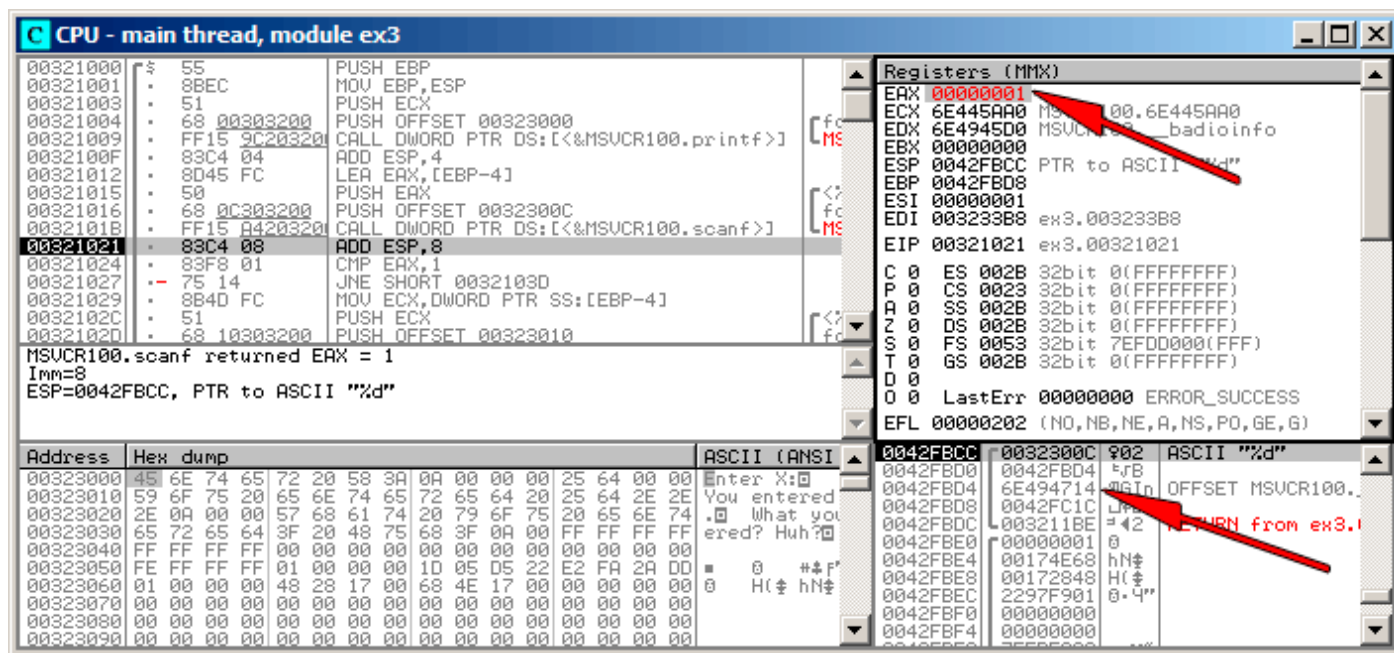 C CPU - main thread, module ex3
00321000 55 PUSH EBP
00321001 8BEC MOV EBP,ESP
00321003 51 PUSH ECX
00321004 68 00303200 PUSH OFFSET 00323000
00321009 FF15 9C203200 CALL DWORD PTR DS:[<&MSVCR100.printf>]
0032100F 83C4 04 ADD ESP,4
00321012 8D45 FC LEA EAX,[EBP-4]
00321015 50 PUSH EAX
00321016 68 0C303200 PUSH OFFSET 0032300C
0032101B FF15 A4203200 CALL DWORD PTR DS:[<&MSVCR100.scanf>]
00321021 83C4 08 ADD ESP,8
00321024 83F8 01 CMP EAX,1
00321027 75 14 JNE SHORT 0032103D
00321029 8B4D FC MOV ECX,DWORD PTR SS:[EBP-4]
0032102C 51 PUSH ECX
0032102D 68 10303200 PUSH OFFSET 00323010
MSVCR100.scanf returned EAX = 1
Imm=8
ESP=0042FBCC, PTR to ASCII "%d"
Registers (MMX)
EAX 00000001
ECX 6E445AA0 MSVCR100.6E445AA0
EDX 6E4945D0 __badioinfo
EBX 00000000
ESP 0042FBCC PTR to ASCII "%d"
EBP 0042FBD8
ESI 00000001
EDI 003233B8 ex3.003233B8
EIP 00321021 ex3.00321021
C 0 ES 002B 32bit 0(FFFFFFFF)
P 0 CS 0023 32bit 0(FFFFFFFF)
A 0 SS 002B 32bit 0(FFFFFFFF)
Z 0 DS 002B 32bit 0(FFFFFFFF)
S 0 FS 0053 32bit 7EFDD000(FFF)
T 0 GS 002B 32bit 0(FFFFFFFF)
D 0
O 0 LastErr 00000000 ERROR_SUCCESS
EFL 00000202 (NO,NB,NE,A,NS,PO,GE,G)
Address Hex dump ASCII (ANSI
00323000 45 6E 74 65 72 20 58 3A 0A 00 00 00 25 64 00 00 Enter X:
00323010 59 6F 75 20 65 6E 74 65 72 65 64 20 25 64 2E 2E You entered
00323020 2E 0A 00 00 57 68 61 74 20 79 6F 75 20 65 6E 74 . What you
00323030 65 72 65 64 3F 20 48 75 68 3F 0A 00 FF FF FF FF ered? Huh?
00323040 FF FF FF FF 00 00 00 00 00 00 00 00 00 00 00 00
00323050 FE FF FF FF 01 00 00 00 1D 05 D5 22 E2 FA 2A DD
00323060 01 00 00 00 48 28 17 00 68 4E 17 00 00 00 00 00 H( hN
00323070 00 00 00 00 00 00 00 00 00 00 00 00 00 00 00 00
00323080 00 00 00 00 00 00 00 00 00 00 00 00 00 00 00 00
00323090 00 00 00 00 00 00 00 00 00 00 00 00 00 00 00 00
0042FBCC 0032300C ASCII "%d"
0042FBD0 0042FBD4
0042FBD4 6E494714 OFFSET MSVCR100.
0042FBD8 0042FC1C
0042FBDC 003211BE RETURN from ex3.
0042FBE0 00000001
0042FBE4 00174E68 hN
0042FBE8 00172848 H(
0042FBEC 2297F901
0042FBF0 00000000
0042FBF4 00000000